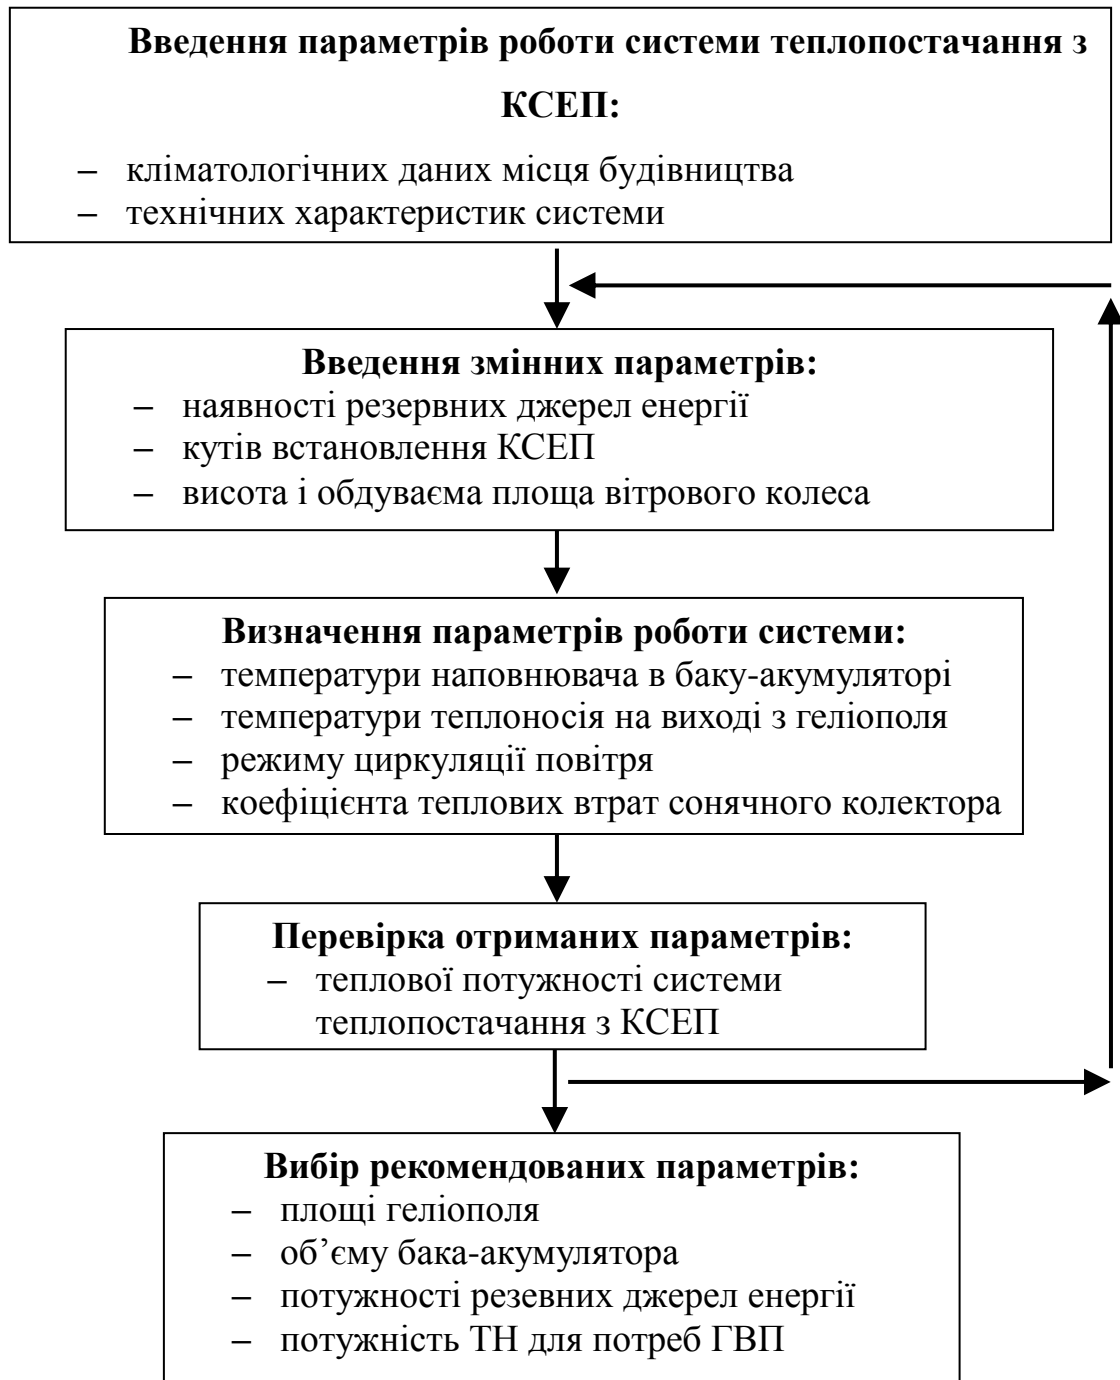 Введення параметрів роботи системи теплопостачання з
КСЕП:
– кліматологічних даних місця будівництва
– технічних характеристик системи
Введення змінних параметрів:
– наявності резервних джерел енергії
– кутів встановлення КСЕП
– висота і обдуваєма площа вітрового колеса
Визначення параметрів роботи системи:
– температури наповнювача в баку-акумуляторі
– температури теплоносія на виході з геліополя
– режиму циркуляції повітря
– коефіцієнта теплових втрат сонячного колектора
Перевірка отриманих параметрів:
– теплової потужності системи
теплопостачання з КСЕП
Вибір рекомендованих параметрів:
– площі геліополя
– об’єму бака-акумулятора
– потужності резевних джерел енергії
– потужність ТН для потреб ГВП